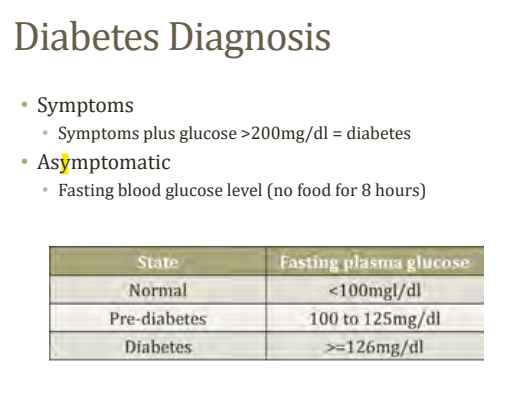 Diabetes Diagnosis
• Symptoms
• Symptoms plus glucose >200mg/dl = diabetes
• Asymptomatic
• Fasting blood glucose level (no food for 8 hours)
State Fasting plasma glucose
Normal <100mgl/dl
Pre-diabetes 100 to 125mg/dl
Diabetes >=126mg/dl